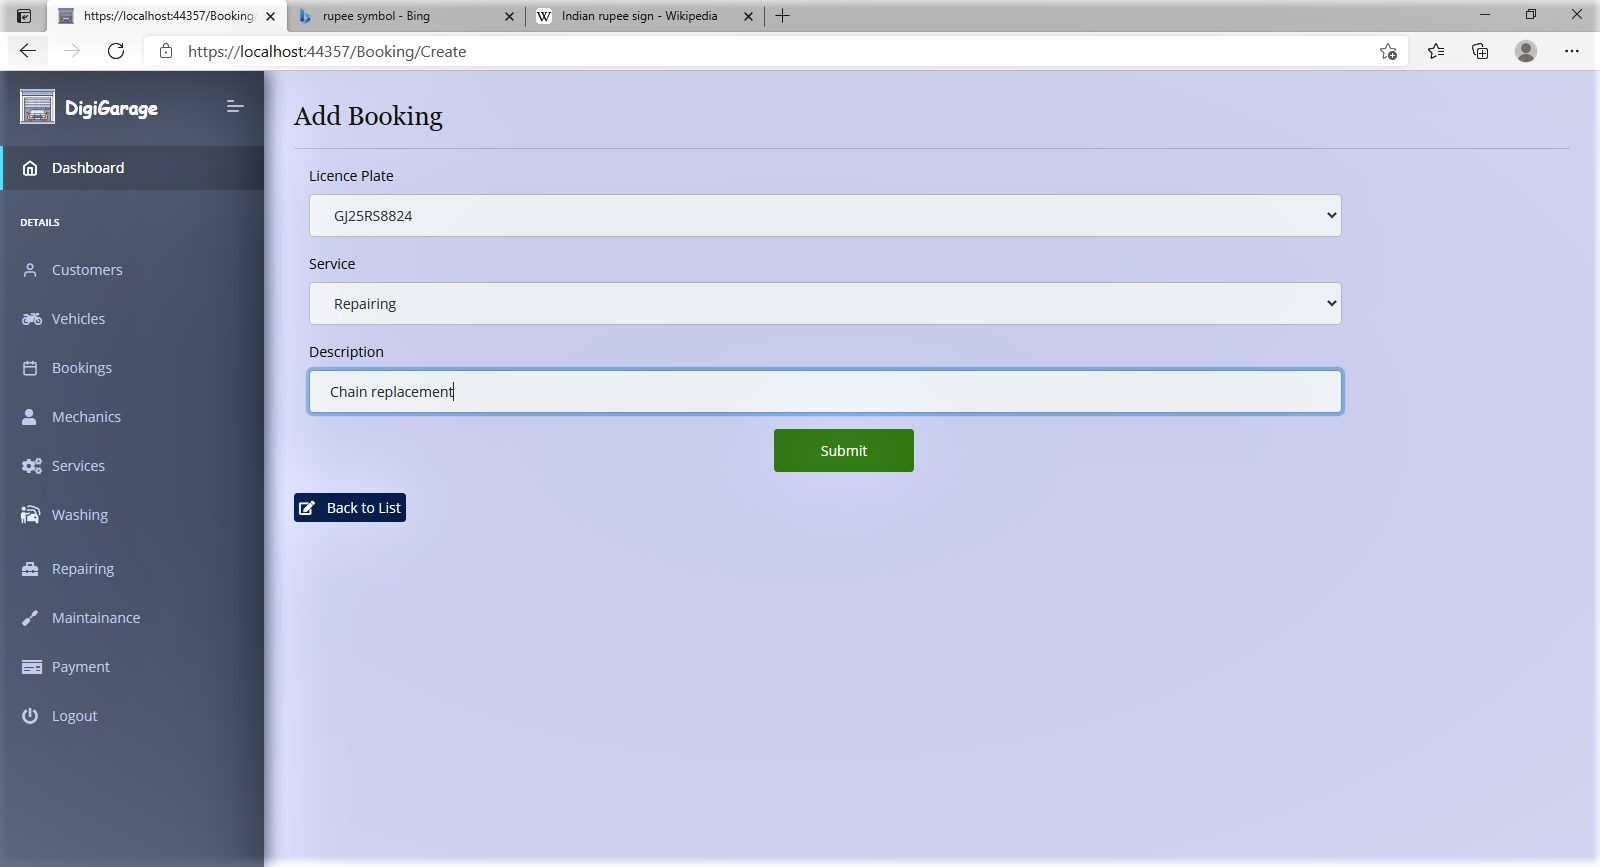 https://localhost:44357/Booking
rupee symbol - Bing
Indian rupee sign - Wikipedia
https://localhost:44357/Booking/Create
DigiGarage
Dashboard
DETAILS
Customers
Vehicles
Bookings
Mechanics
Services
Washing
Repairing
Maintainance
Payment
Logout
Add Booking
Licence Plate
GJ25RS8824
Service
Repairing
Description
Chain replacement
Submit
Back to List